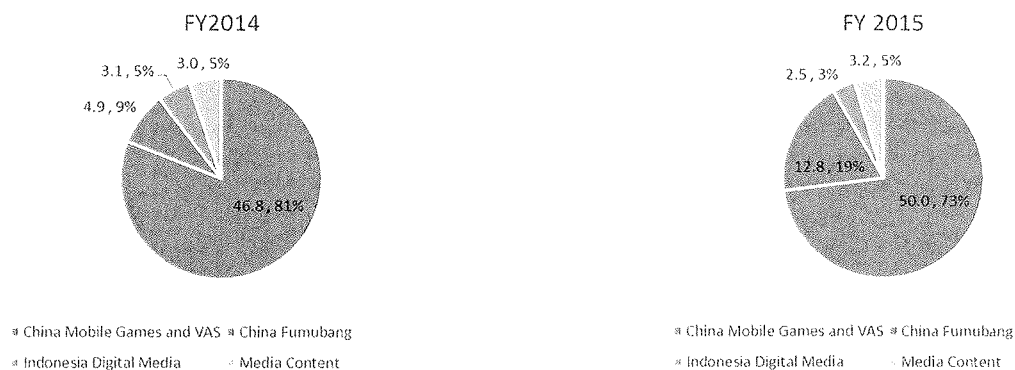 FY2014
3.0 , 5%
3.1 , 5%
4.9 , 9%
46.8 , 81%
China Mobile Games and VAS China Fumubang
Indonesia Digital Media Media Content
FY 2015
3.2 , 5%
2.5 , 3%
12.8 , 19%
50.0 , 73%
China Mobile Games and VAS China Fumubang
Indonesia Digital Media Media Content